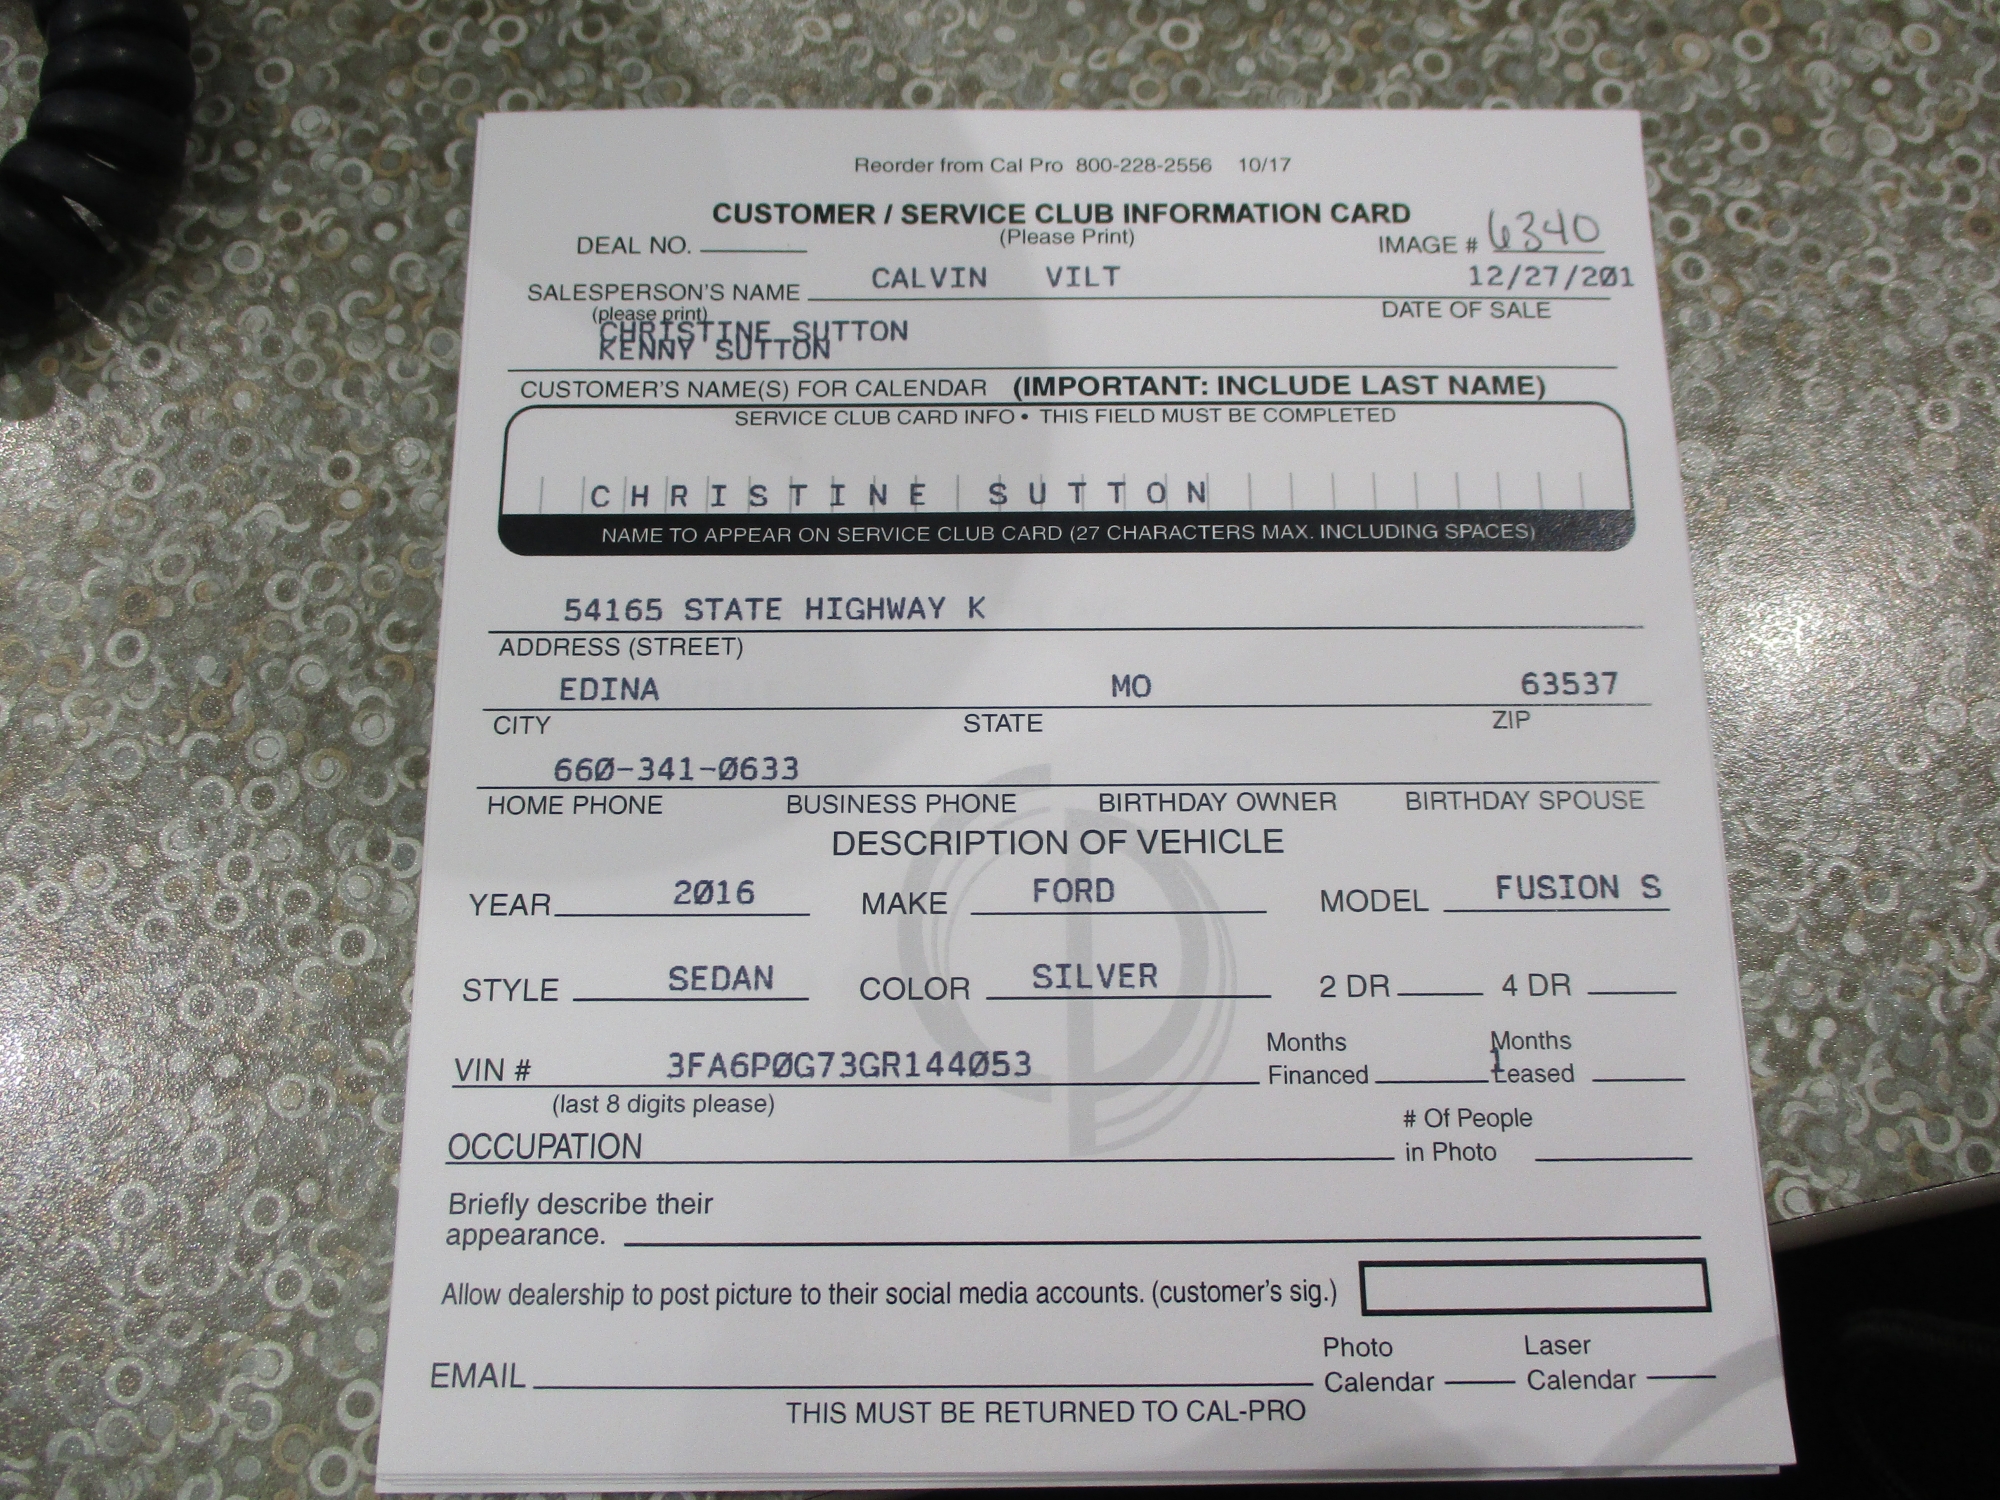 Reorder from Cal Pro 800-228-2556 10/17
CUSTOMER / SERVICE CLUB INFORMATION CARD
(Please Print)
DEAL NO. IMAGE # 6340
SALESPERSON'S NAME CALVIN VILT 12/27/201
(please print) DATE OF SALE
CHRISTINE SUTTON
KENNY SUTTON
CUSTOMER'S NAME(S) FOR CALENDAR (IMPORTANT: INCLUDE LAST NAME)
SERVICE CLUB CARD INFO • THIS FIELD MUST BE COMPLETED
CHRISTINE SUTTON
NAME TO APPEAR ON SERVICE CLUB CARD (27 CHARACTERS MAX. INCLUDING SPACES)
54165 STATE HIGHWAY K
ADDRESS (STREET)
EDINA MO 63537
CITY STATE ZIP
660-341-0633
HOME PHONE BUSINESS PHONE BIRTHDAY OWNER BIRTHDAY SPOUSE
DESCRIPTION OF VEHICLE
YEAR 2016 MAKE FORD MODEL FUSION S
STYLE SEDAN COLOR SILVER 2 DR 4 DR
VIN # 3FA6P0G73GR144053 Months Financed 1 Months Leased
(last 8 digits please)
OCCUPATION # Of People in Photo
Briefly describe their
appearance.
Allow dealership to post picture to their social media accounts. (customer's sig.)
EMAIL Photo Calendar Laser Calendar
THIS MUST BE RETURNED TO CAL-PRO